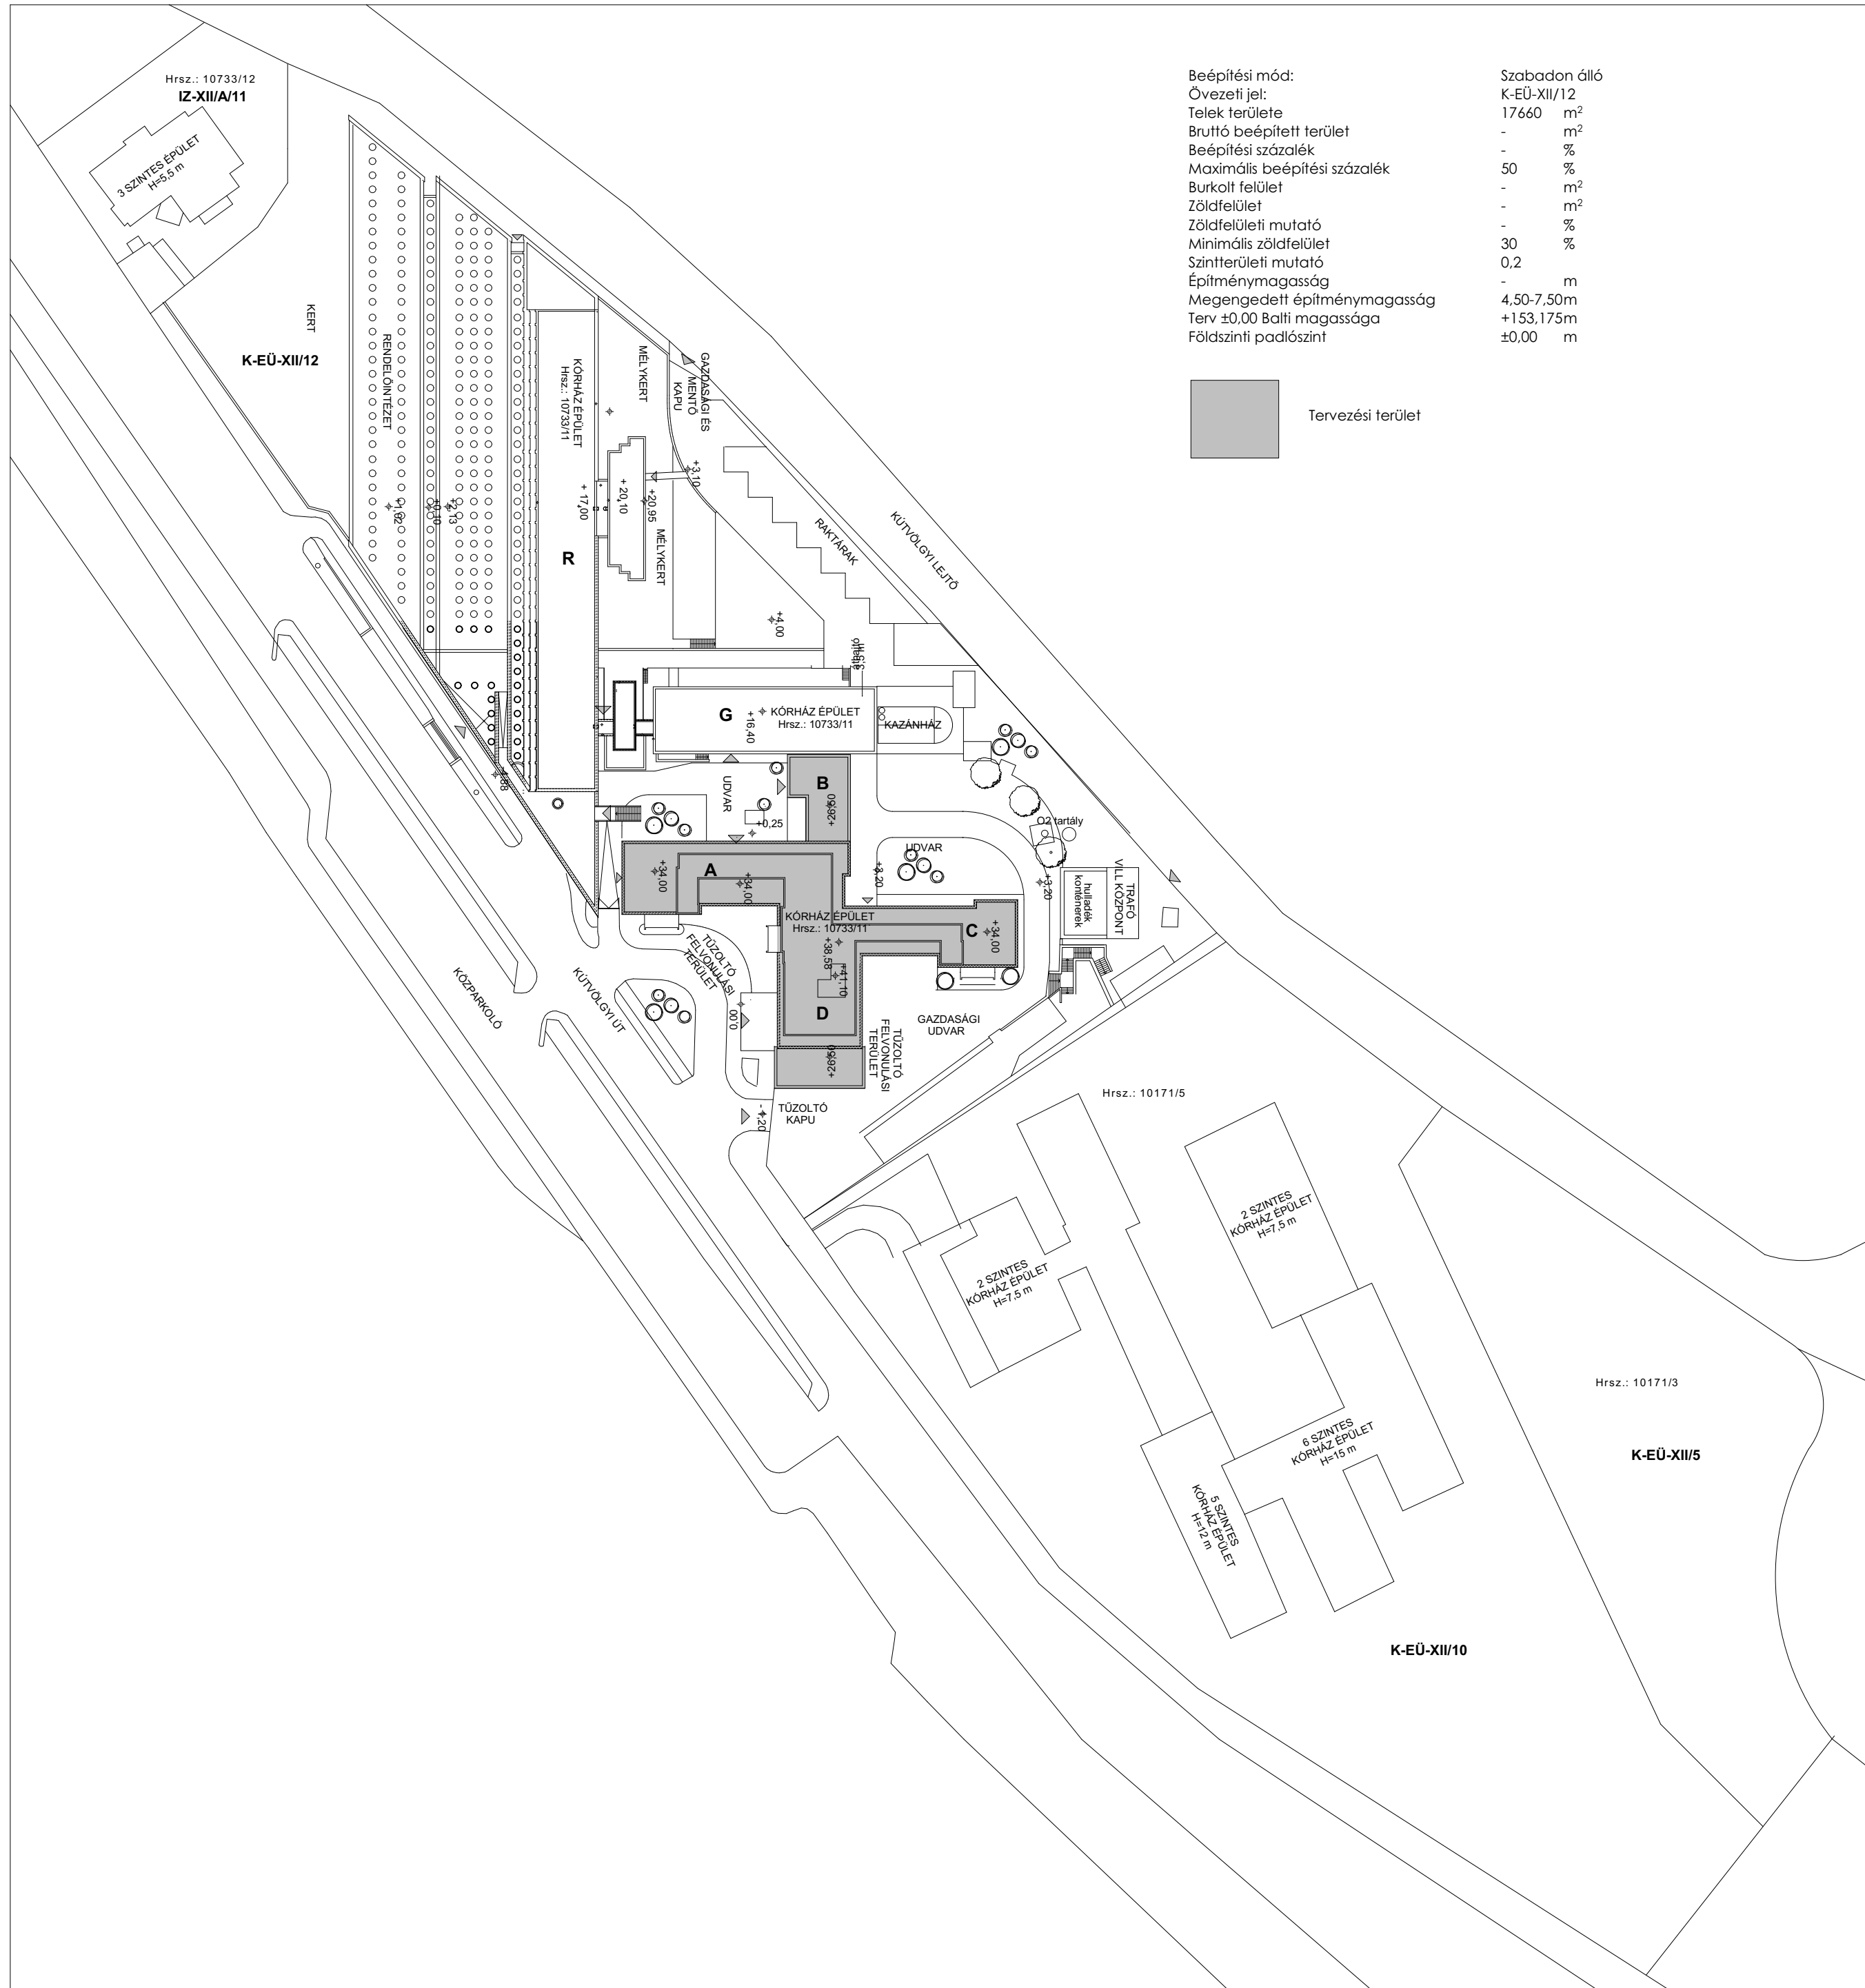 Hrsz.: 10733/12
IZ-XII/A/11
3 SZINTES ÉPÜLET
H=5,5 m
Beépítési mód: Szabadon álló
Övezeti jel: K-EÜ-XII/12
Telek területe 17660 m²
Bruttó beépített terület - m²
Beépítési százalék - %
Maximális beépítési százalék 50 %
Burkolt felület - m²
Zöldfelület - m²
Zöldfelületi mutató - %
Minimális zöldfelület 30 %
Szintterületi mutató 0,2
Építménymagasság - m
Megengedett építménymagasság 4,50-7,50m
Terv ±0,00 Balti magassága +153,175m
Földszinti padlószint ±0,00 m
Tervezési terület
KERT
K-EÜ-XII/12
RENDELŐINTÉZET
KÓRHÁZ ÉPÜLET
Hrsz.: 10733/11
MÉLYKERT
GAZDASÁGI ÉS
MENTŐ
KAPU
+3,10
+1,02
+0,10
+2,13
+ 17,00
+ 20,10
+20,95
MÉLYKERT
R
RAKTÁRAK
KÚTVÖLGYI LEJTŐ
+4,00
G
+16,40
KÓRHÁZ ÉPÜLET
Hrsz.: 10733/11
KAZÁNHÁZ
UDVAR
B
+26,50
+0,25
O2 tartály
UDVAR
A
+34,00
+34,00
+3,20
+3,20
hulladék
konténerek
TRAFÓ
VILL KÖZPONT
KÓRHÁZ ÉPÜLET
Hrsz.: 10733/11
C
+34,00
+38,58
+41,10
D
TŰZOLTÓ
FELVONULÁSI
TERÜLET
KÖZPARKOLÓ
KÚTVÖLGYI ÚT
0,00
GAZDASÁGI
UDVAR
TŰZOLTÓ
FELVONULÁSI
TERÜLET
+26,50
TŰZOLTÓ
KAPU
Hrsz.: 10171/5
2 SZINTES
KÓRHÁZ ÉPÜLET
H=7,5 m
2 SZINTES
KÓRHÁZ ÉPÜLET
H=7,5 m
Hrsz.: 10171/3
6 SZINTES
KÓRHÁZ ÉPÜLET
H=15 m
K-EÜ-XII/5
5 SZINTES
KÓRHÁZ ÉPÜLET
H=12 m
K-EÜ-XII/10